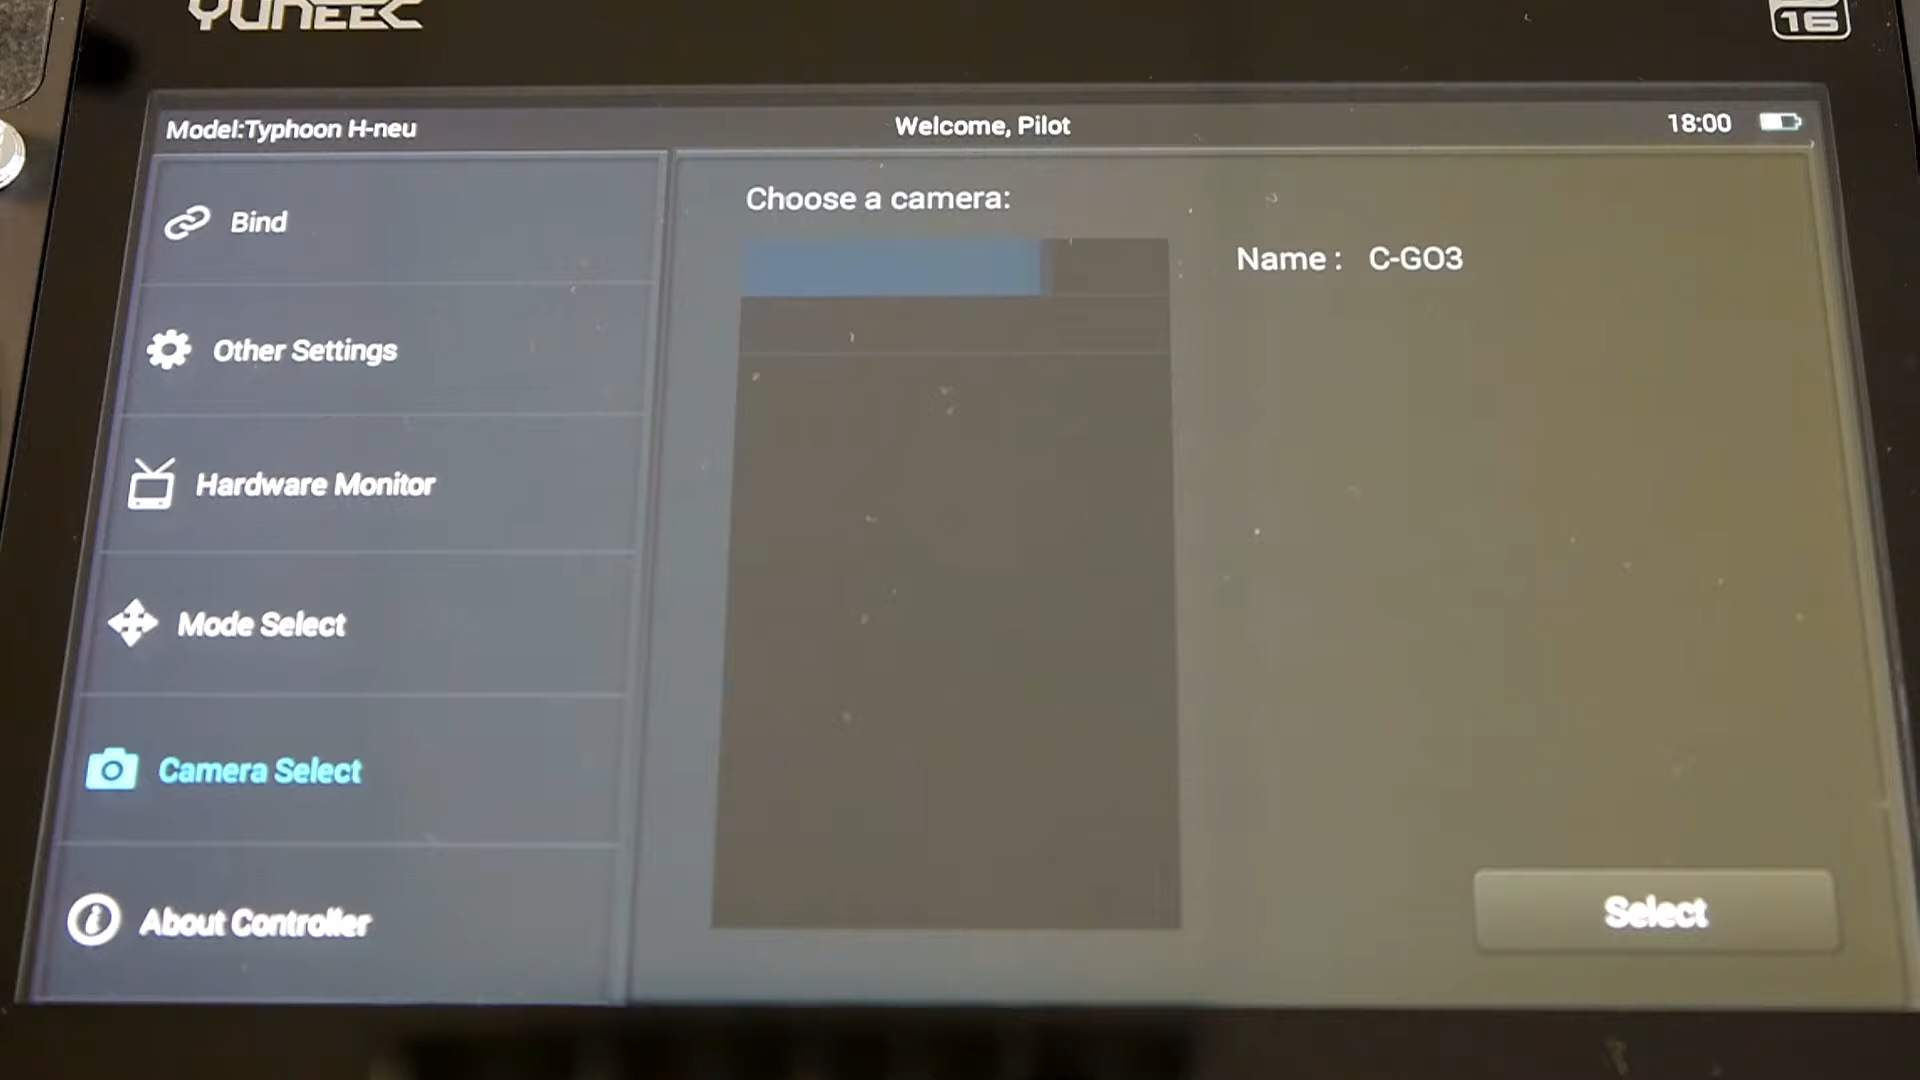 YUNEEC
16
Model:Typhoon H-neu
Welcome, Pilot
18:00
Bind
Other Settings
Hardware Monitor
Mode Select
Camera Select
About Controller
Choose a camera:
Name : C-GO3
Select